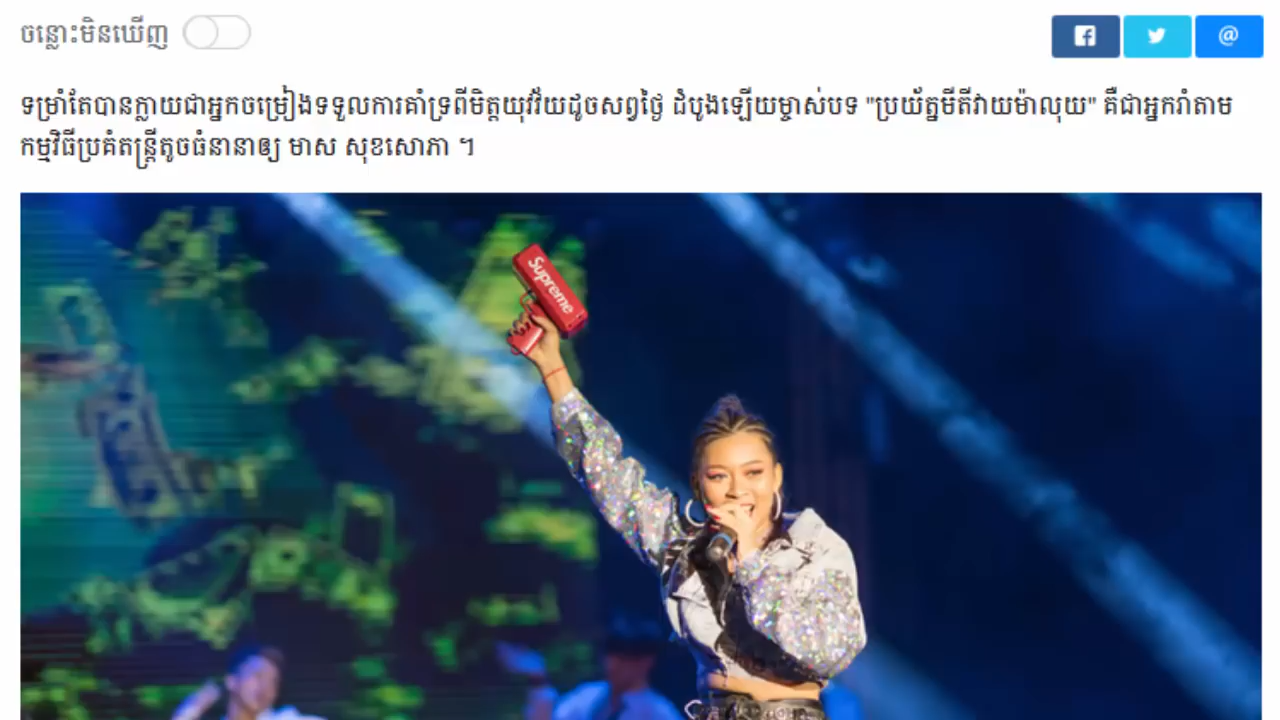 ចន្លោះមិនឃើញ
ទម្រាំតែបានក្លាយជាអ្នកចម្រៀងទទួលការគាំទ្រពីមិត្តយុវវ័យដូចសព្វថ្ងៃ ដំបូងឡើយម្ចាស់បទ "ប្រយ័ត្នមីតីវាយម៉ាលុយ" គឺជាអ្នករាំតាម
កម្មវិធីប្រគំតន្ត្រីតូចធំនានាឲ្យ មាស សុខសោភា ។
Supreme